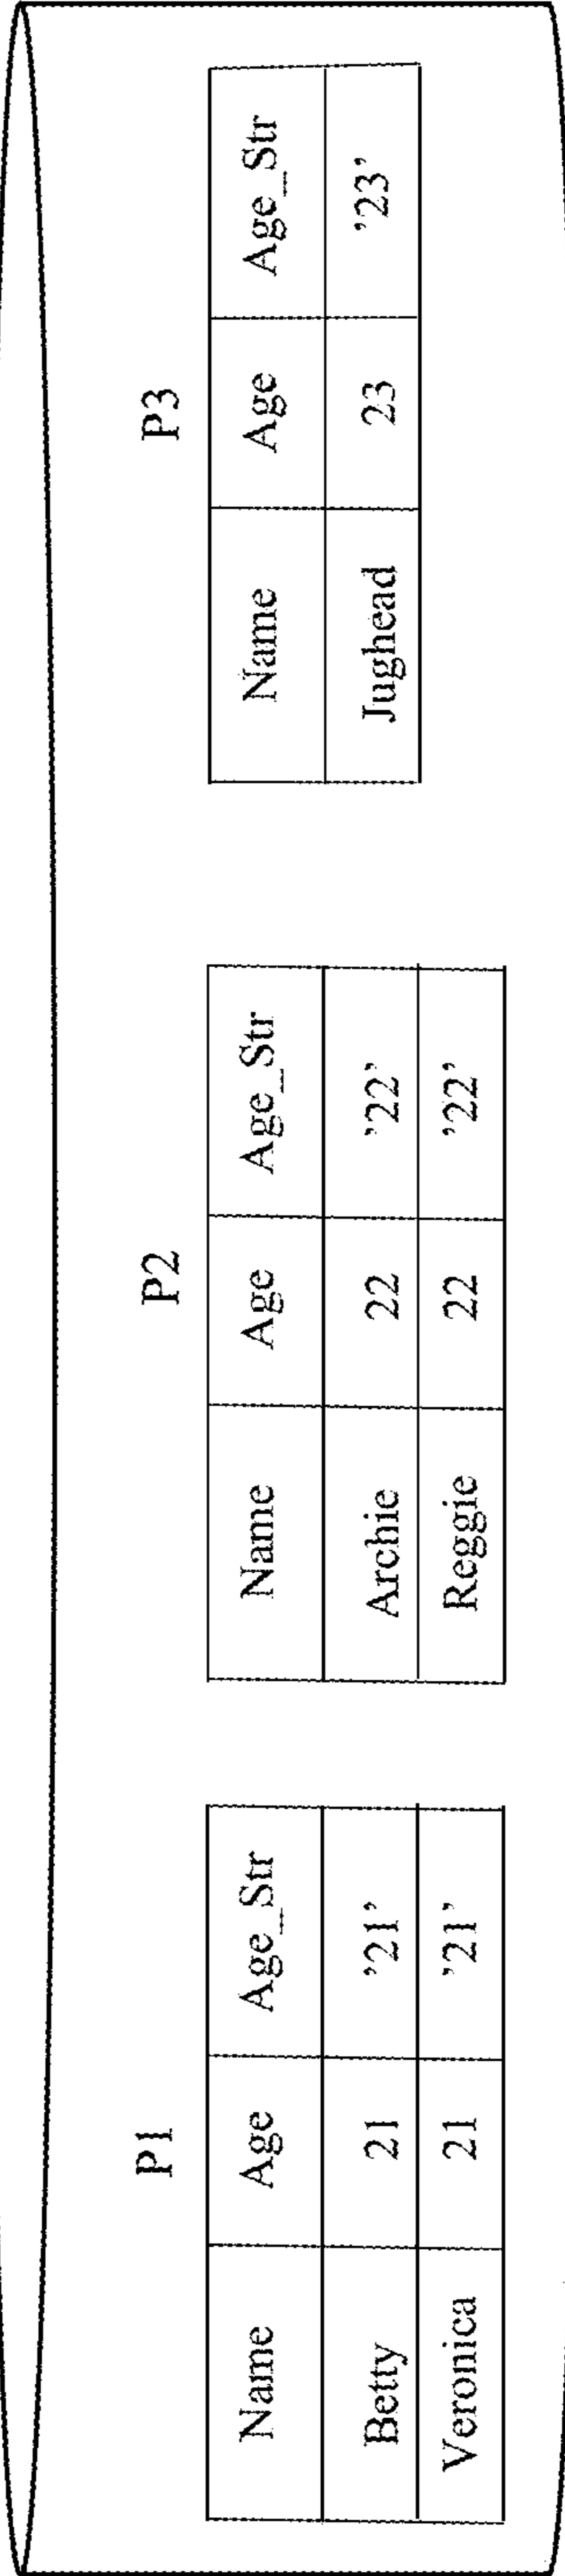 P1
Name Age Age_Str
Betty 21 ’21’
Veronica 21 ’21’
P2
Name Age Age_Str
Archie 22 ’22’
Reggie 22 ’22’
P3
Name Age Age_Str
Jughead 23 ’23’